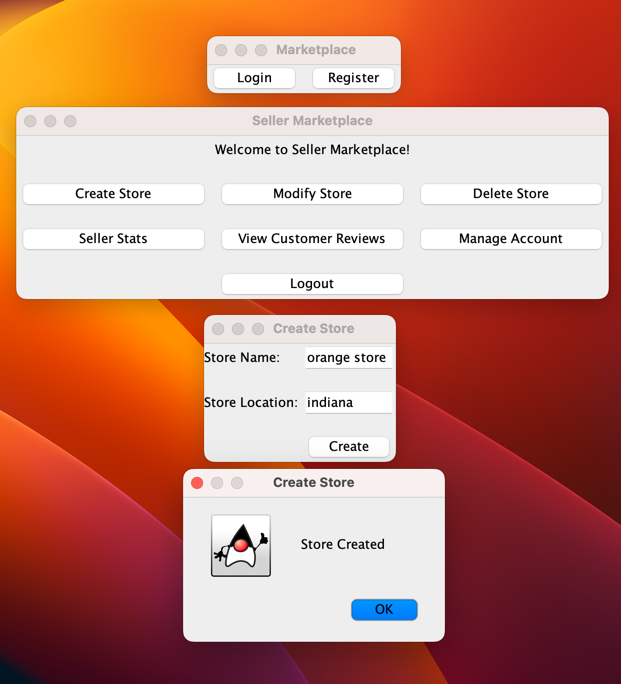 Marketplace
Login Register
Seller Marketplace
Welcome to Seller Marketplace!
Create Store Modify Store Delete Store
Seller Stats View Customer Reviews Manage Account
Logout
Create Store
Store Name: orange store
Store Location: indiana
Create
Create Store
Store Created
OK